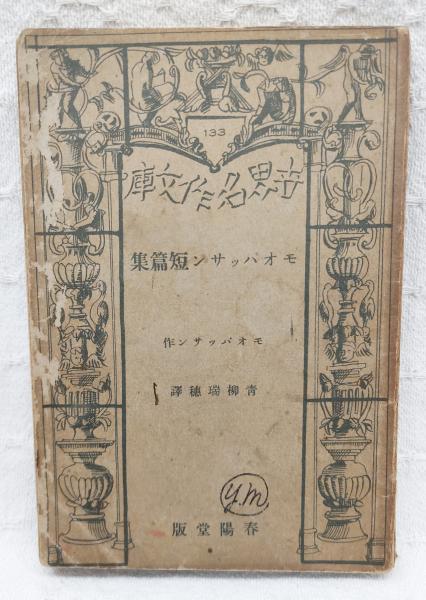 133
世界名作文庫
モオパッサン短篇集
モオパッサン作
青柳瑞穂譯
y.m.
春陽堂版